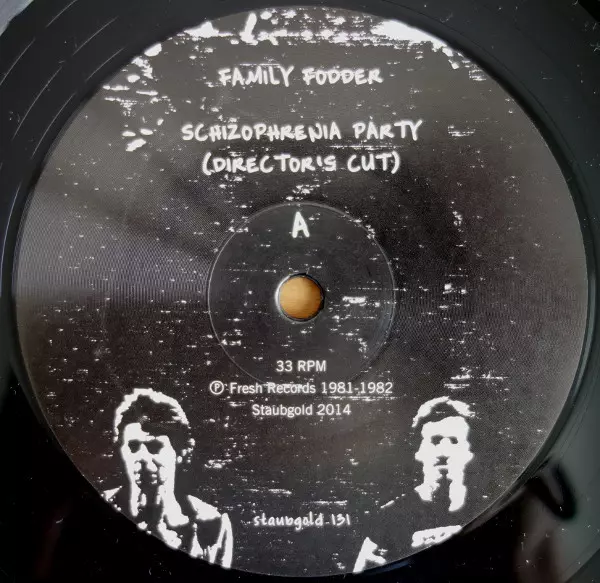 FAMILY FODDER
SCHIZOPHRENIA PARTY
(DIRECTOR'S CUT)
A
33 RPM
Ⓟ Fresh Records 1981-1982
Staubgold 2014
staubgold 131